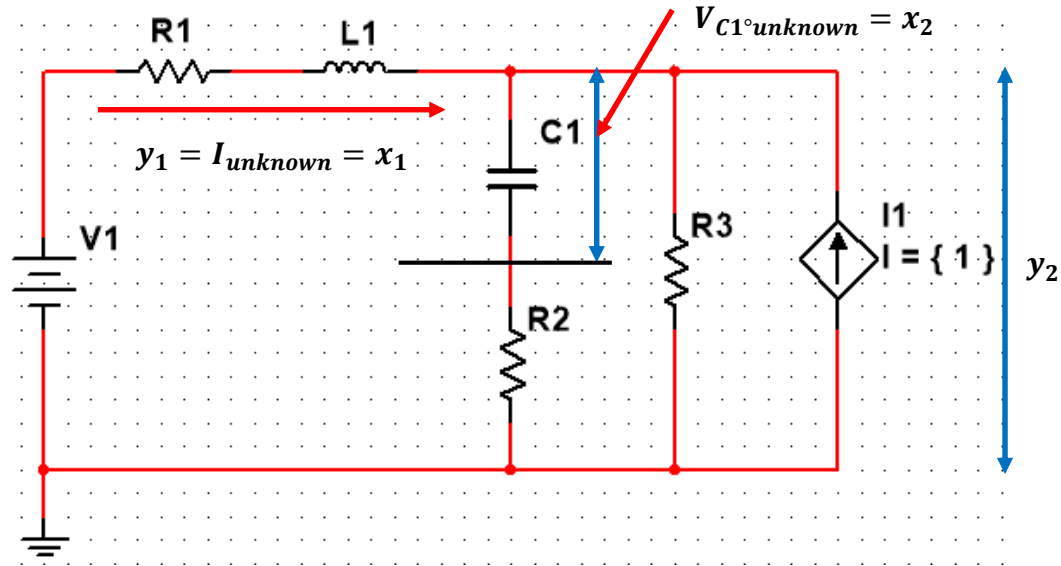 V_{C1°unknown} = x_2
R1
L1
C1
y_1 = I_{unknown} = x_1
V1
R3
I1
I = { 1 }
y_2
R2